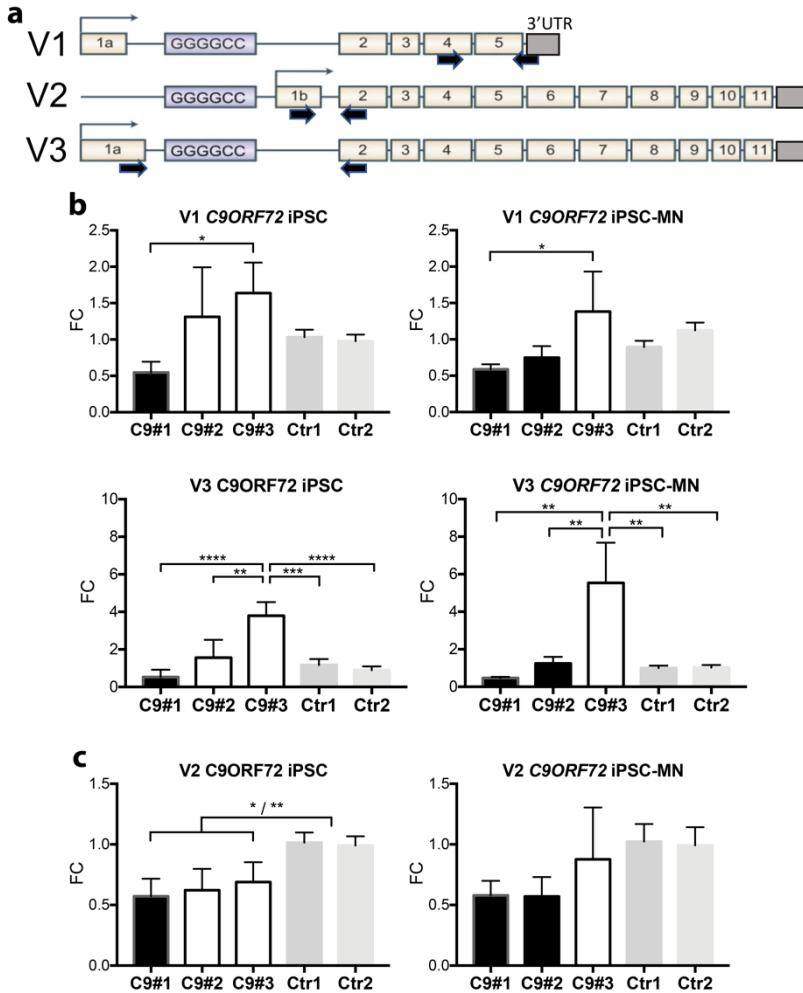 a
3'UTR
V1 1a GGGGCC 2 3 4 5
V2 GGGGCC 1b 2 3 4 5 6 7 8 9 10 11
V3 1a GGGGCC 2 3 4 5 6 7 8 9 10 11
b
V1 C9ORF72 iPSC
2.5
2.0
1.5
1.0
0.5
0.0
FC
*
C9#1 C9#2 C9#3 Ctr1 Ctr2
V1 C9ORF72 iPSC-MN
2.5
2.0
1.5
1.0
0.5
0.0
FC
*
C9#1 C9#2 C9#3 Ctr1 Ctr2
V3 C9ORF72 iPSC
10
8
6
4
2
0
FC
**** ****
** ***
C9#1 C9#2 C9#3 Ctr1 Ctr2
V3 C9ORF72 iPSC-MN
10
8
6
4
2
0
FC
** **
** **
C9#1 C9#2 C9#3 Ctr1 Ctr2
c
V2 C9ORF72 iPSC
1.5
1.0
0.5
0.0
FC
* / **
C9#1 C9#2 C9#3 Ctr1 Ctr2
V2 C9ORF72 iPSC-MN
1.5
1.0
0.5
0.0
FC
C9#1 C9#2 C9#3 Ctr1 Ctr2